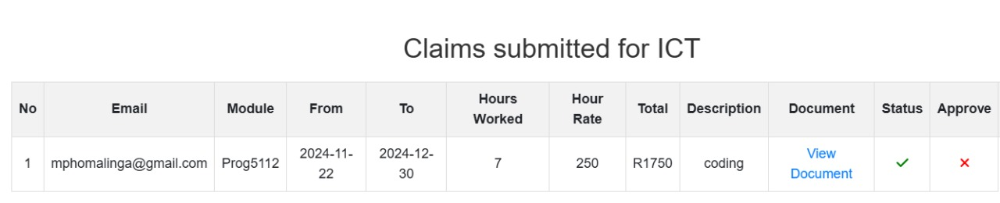 Claims submitted for ICT
No Email Module From To Hours Worked Hour Rate Total Description Document Status Approve
1 mphomalinga@gmail.com Prog5112 2024-11-22 2024-12-30 7 250 R1750 coding View Document ✓ ✕